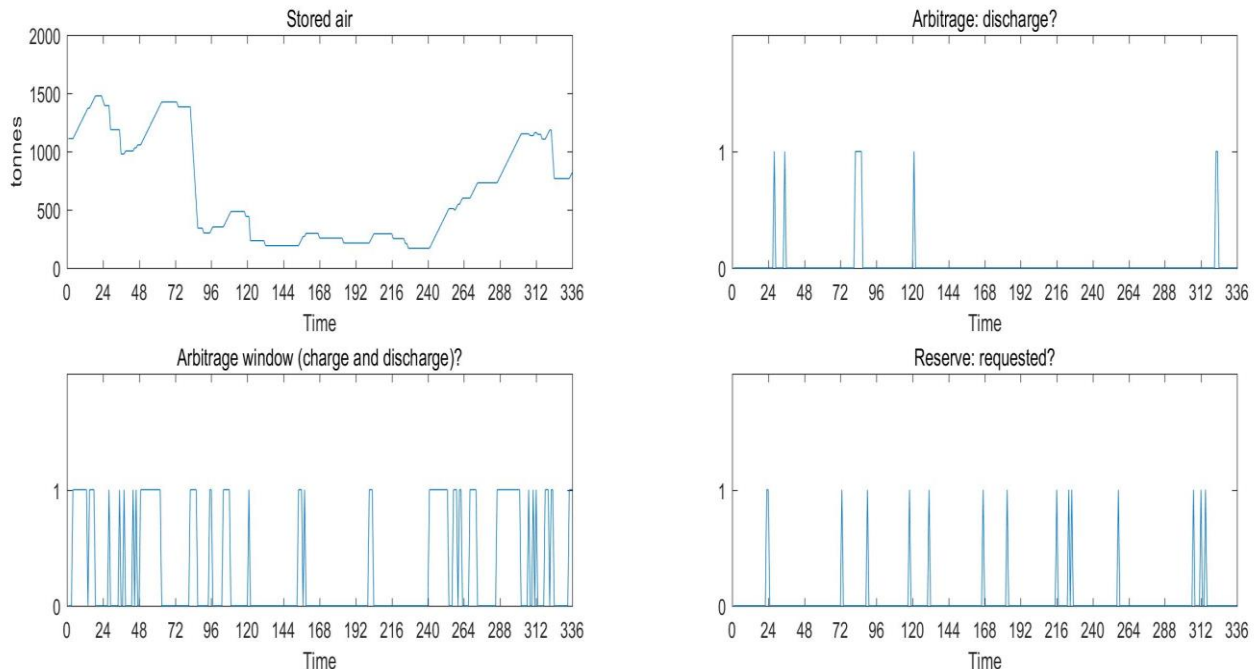 Stored air
2000
1500
1000
500
0
tonnes
0 24 48 72 96 120 144 168 192 216 240 264 288 312 336
Time
Arbitrage: discharge?
1
0
0 24 48 72 96 120 144 168 192 216 240 264 288 312 336
Time
Arbitrage window (charge and discharge)?
1
0
0 24 48 72 96 120 144 168 192 216 240 264 288 312 336
Time
Reserve: requested?
1
0
0 24 48 72 96 120 144 168 192 216 240 264 288 312 336
Time